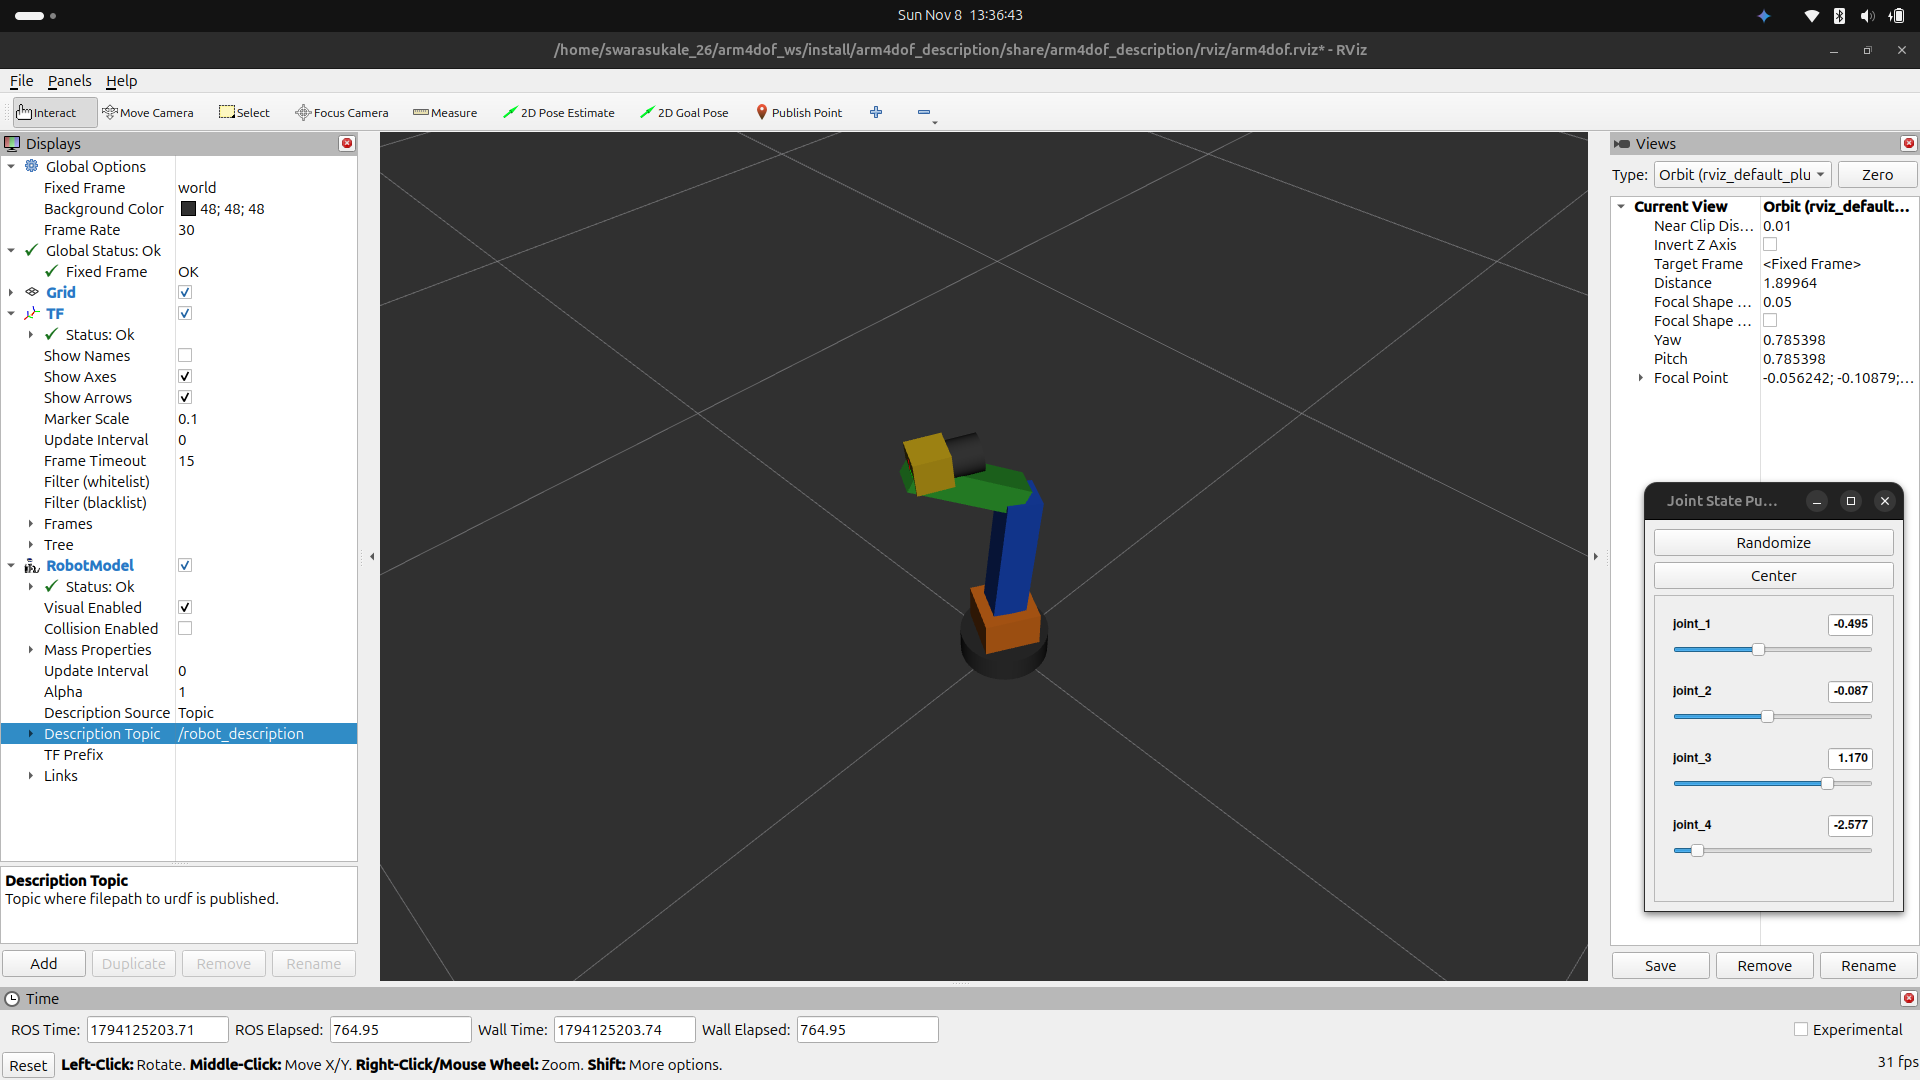 Sun Nov 8  13:36:43
/home/swarasukale_26/arm4dof_ws/install/arm4dof_description/share/arm4dof_description/rviz/arm4dof.rviz* - RViz
File Panels Help
Interact Move Camera Select Focus Camera Measure 2D Pose Estimate 2D Goal Pose Publish Point
Displays
Global Options
Fixed Frame world
Background Color 48; 48; 48
Frame Rate 30
Global Status: Ok
Fixed Frame OK
Grid
TF
Status: Ok
Show Names
Show Axes
Show Arrows
Marker Scale 0.1
Update Interval 0
Frame Timeout 15
Filter (whitelist)
Filter (blacklist)
Frames
Tree
RobotModel
Status: Ok
Visual Enabled
Collision Enabled
Mass Properties
Update Interval 0
Alpha 1
Description Source Topic
Description Topic /robot_description
TF Prefix
Links
Description Topic
Topic where filepath to urdf is published.
Add Duplicate Remove Rename
Views
Type: Orbit (rviz_default_plu Zero
Current View Orbit (rviz_default...
Near Clip Dis... 0.01
Invert Z Axis
Target Frame <Fixed Frame>
Distance 1.89964
Focal Shape ... 0.05
Focal Shape ...
Yaw 0.785398
Pitch 0.785398
Focal Point -0.056242; -0.10879;...
Joint State Pu...
Randomize
Center
joint_1 -0.495
joint_2 -0.087
joint_3 1.170
joint_4 -2.577
Save Remove Rename
Time
ROS Time: 1794125203.71 ROS Elapsed: 764.95 Wall Time: 1794125203.74 Wall Elapsed: 764.95 Experimental
Reset Left-Click: Rotate. Middle-Click: Move X/Y. Right-Click/Mouse Wheel: Zoom. Shift: More options. 31 fps